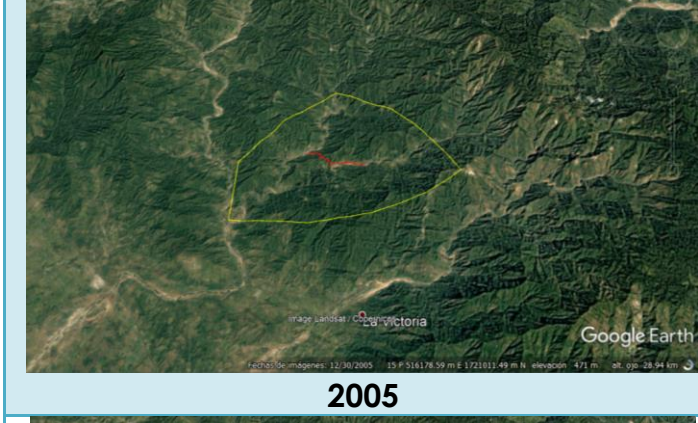 Image Landsat / Copernicus
La Victoria
Google Earth
Fechas de imágenes: 12/30/2005 15 P 516178.59 m E 1721011.49 m N elevación 471 m alt. ojo 28.94 km
2005